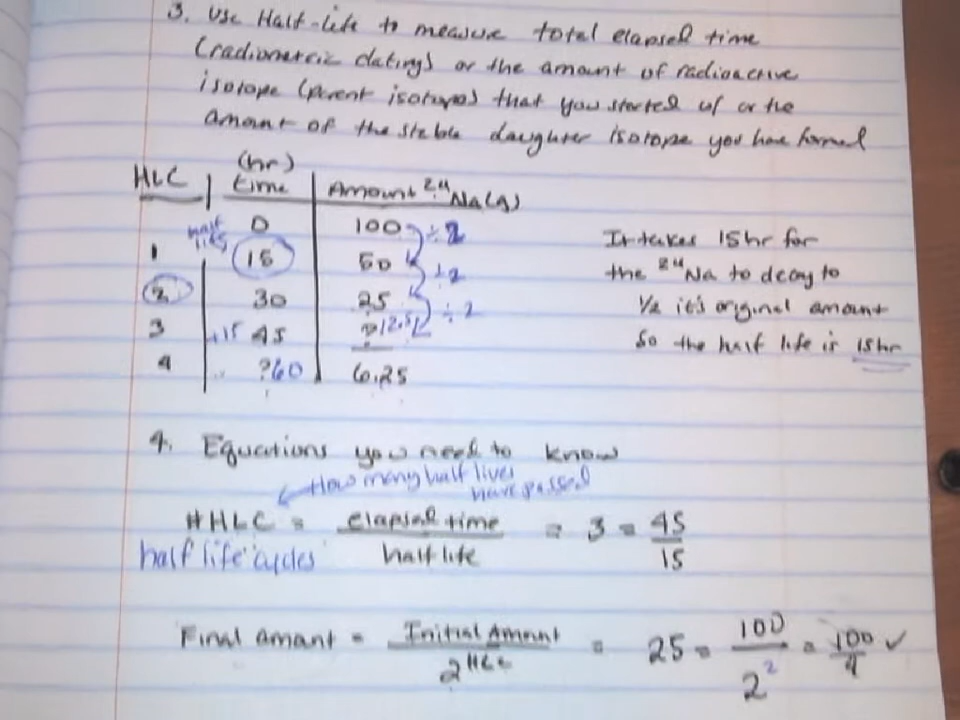 3. Use Half-life to measure total elapsed time
(radiometric dating) or the amount of radioactive
isotope (parent isotope) that you started w/ or the
amount of the stable daughter isotope you have formed
HLC | (hr) time | Amount ²⁴Na(g)
0 100 ÷2
1 half life 15 50 ÷2
2 30 25 ÷2
3 +15 45 ? 12.5
4 ?60 6.25
It takes 15hr for
the ²⁴Na to decay to
1/2 it's original amount
So the half life is 15hr
4. Equations you need to know
How many half lives
have passed
#HLC = elapsed time / half life = 3 = 45/15
half life "cycles"
Final amant = Initial Amant / 2^HLC = 25 = 100/2² = 100/4 ✓